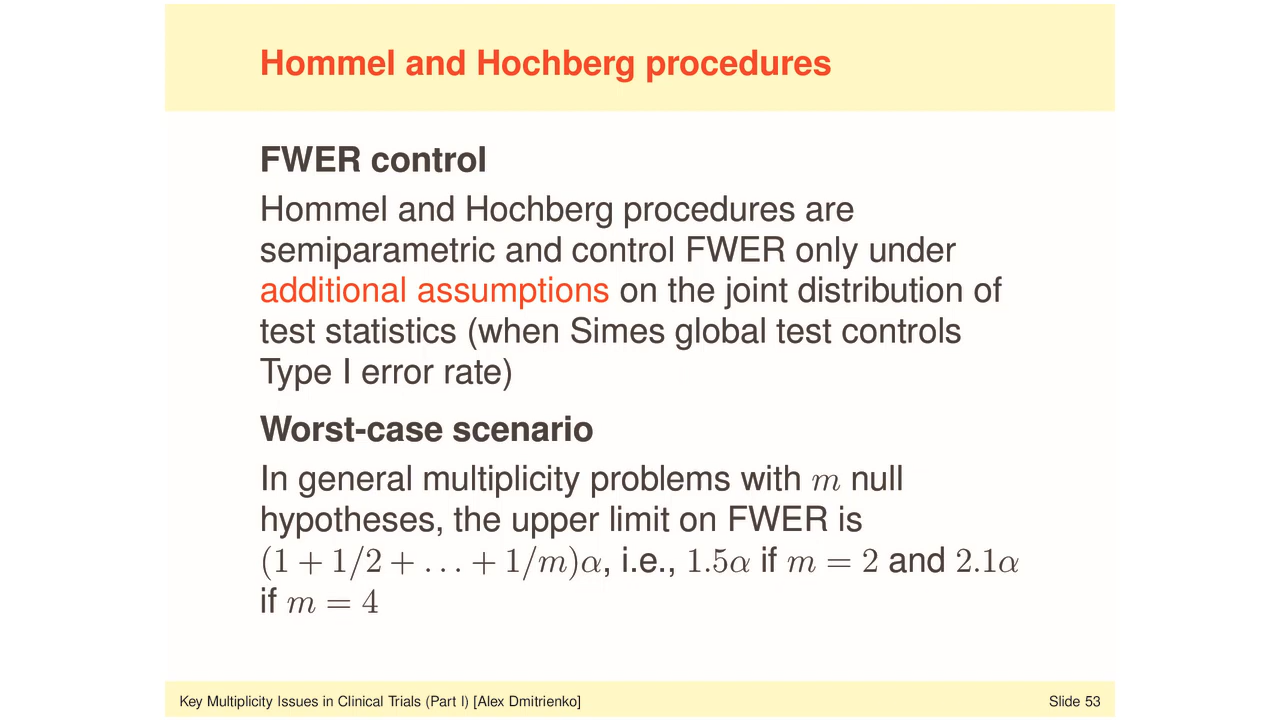 Hommel and Hochberg procedures
FWER control
Hommel and Hochberg procedures are
semiparametric and control FWER only under
additional assumptions on the joint distribution of
test statistics (when Simes global test controls
Type I error rate)
Worst-case scenario
In general multiplicity problems with m null
hypotheses, the upper limit on FWER is
(1 + 1/2 + . . . + 1/m)α, i.e., 1.5α if m = 2 and 2.1α
if m = 4
Key Multiplicity Issues in Clinical Trials (Part I) [Alex Dmitrienko]
Slide 53